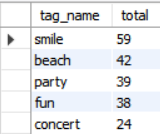 tag_name total
smile 59
beach 42
party 39
fun 38
concert 24